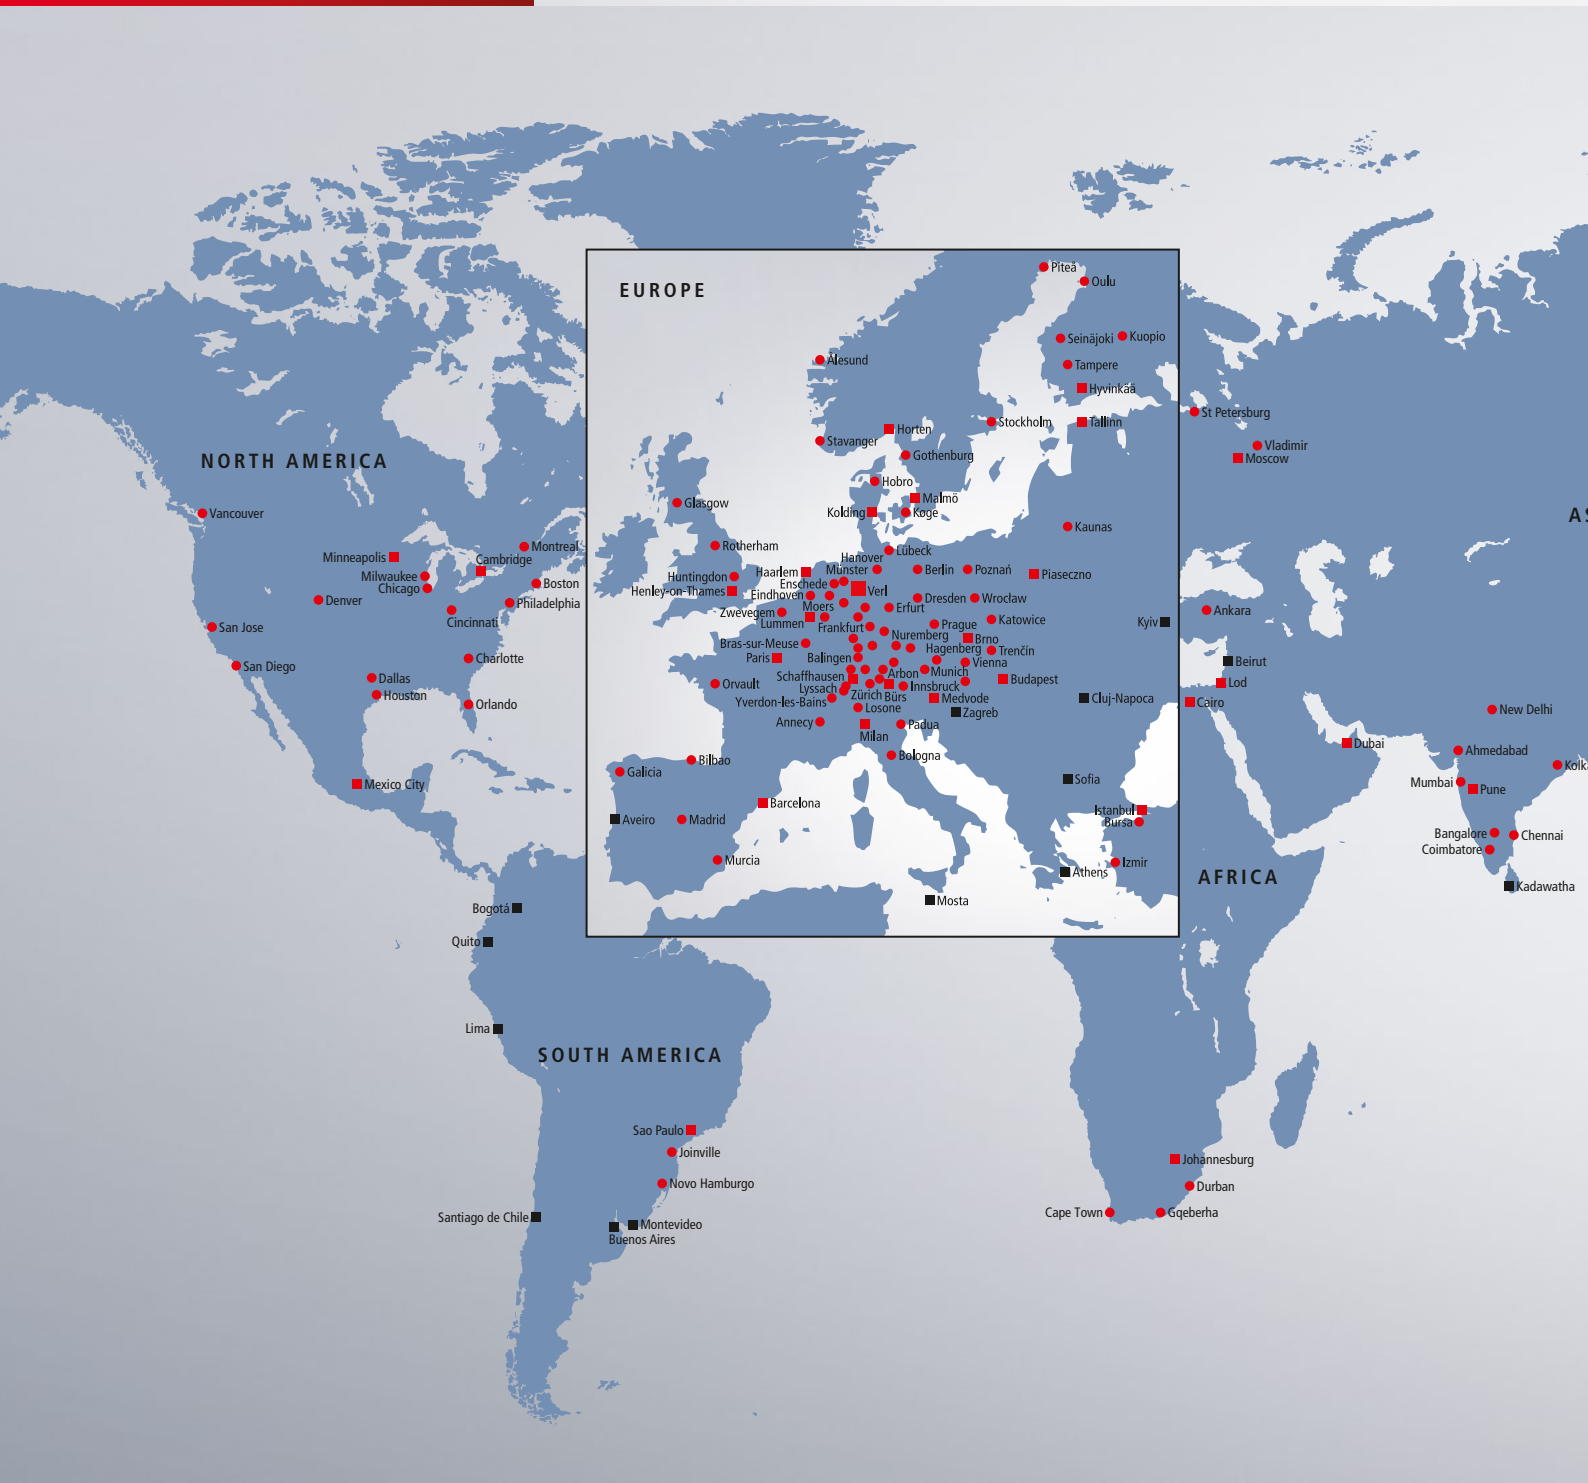 EUROPE
Piteå
Oulu
Seinäjoki
Kuopio
Ålesund
Tampere
Hyvinkää
St Petersburg
Stockholm
Tallinn
Horten
Stavanger
Gothenburg
Vladimir
Moscow
NORTH AMERICA
Hobro
Malmö
Glasgow
Kolding
Køge
Vancouver
Kaunas
AS
Rotherham
Montreal
Lübeck
Hanover
Minneapolis
Cambridge
Haarlem
Münster
Berlin
Poznań
Piaseczno
Milwaukee
Huntingdon
Enschede
Boston
Chicago
Henley-on-Thames
Verl
Eindhoven
Denver
Philadelphia
Moers
Dresden
Wrocław
Zwevegem
Erfurt
Ankara
Cincinnati
Lummen
Frankfurt
Prague
Katowice
Kyiv
San Jose
Nuremberg
Brno
Bras-sur-Meuse
Hagenberg
Trenčín
Charlotte
Paris
Balingen
Vienna
Beirut
San Diego
Arbon
Munich
Schaffhausen
Dallas
Budapest
Lod
Orvault
Lyssach
Innsbruck
Houston
Zürich
Bürs
Orlando
Yverdon-les-Bains
Medvode
Cluj-Napoca
Cairo
Losone
Zagreb
New Delhi
Annecy
Padua
Milan
Dubai
Ahmedabad
Bologna
Bilbao
Galicia
Kolk
Sofia
Mumbai
Mexico City
Pune
Barcelona
Istanbul
Aveiro
Madrid
Bursa
Bangalore
Chennai
Coimbatore
Murcia
Izmir
Athens
AFRICA
Kadawatha
Mosta
Bogotá
Quito
Lima
SOUTH AMERICA
Sao Paulo
Joinville
Johannesburg
Novo Hamburgo
Durban
Cape Town
Gqeberha
Santiago de Chile
Montevideo
Buenos Aires